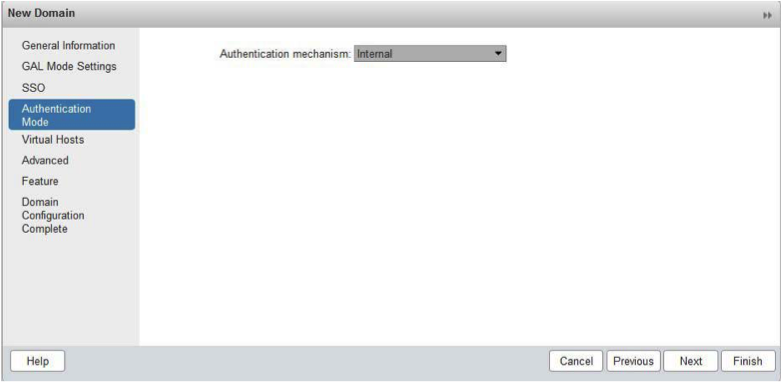 New Domain
General Information
GAL Mode Settings
SSO
Authentication
Mode
Virtual Hosts
Advanced
Feature
Domain
Configuration
Complete
Authentication mechanism: Internal
Help
Cancel Previous Next Finish